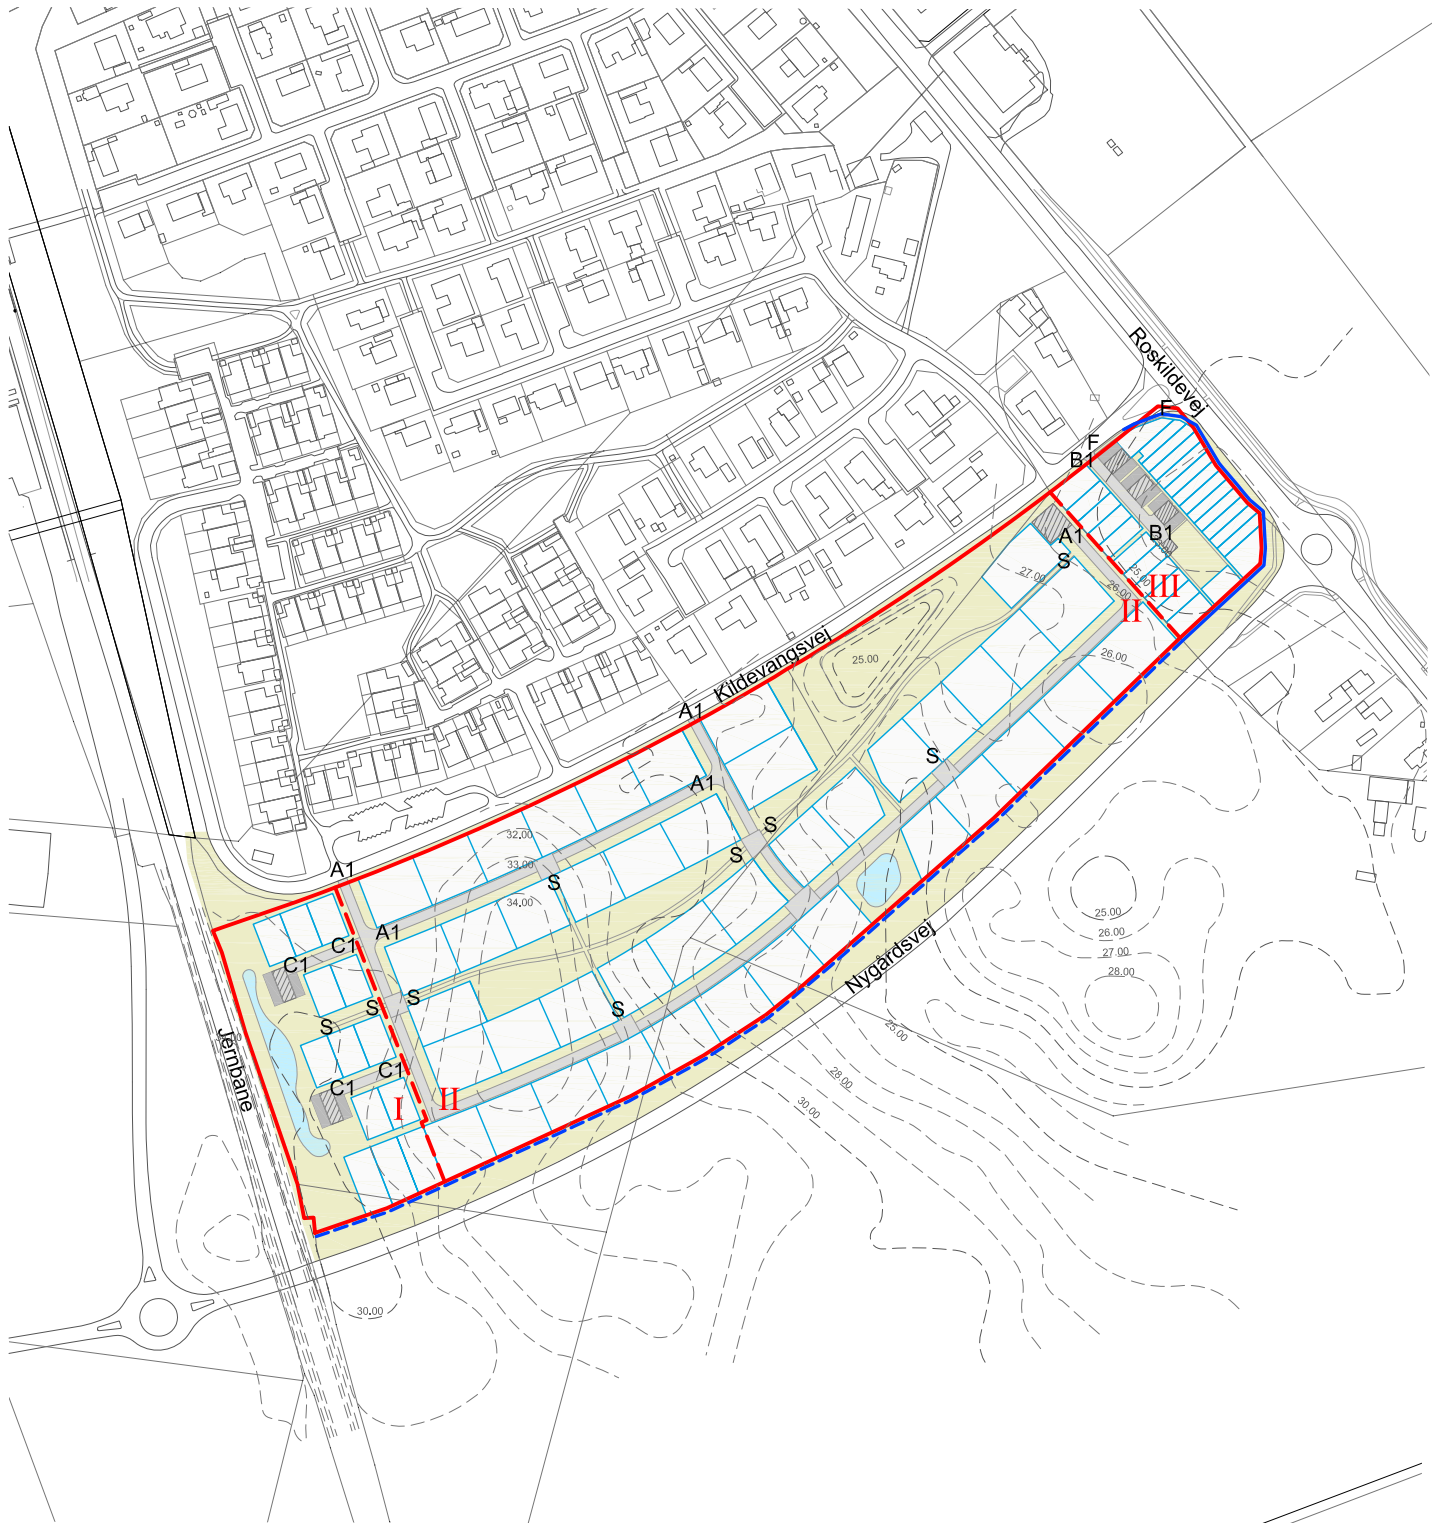 Roskildevej
F
F
B1
B1
A1
S
27.00
25.00
26.00
III
II
26.00
25.00
Kildevangsvej
A1
A1
S
S
S
32.00
33.00
34.00
S
A1
A1
C1
C1
S
S
S
S
C1
C1
I
II
Jernbane
Nygårdsvej
25.00
26.00
27.00
28.00
25.00
28.00
30.00
30.00